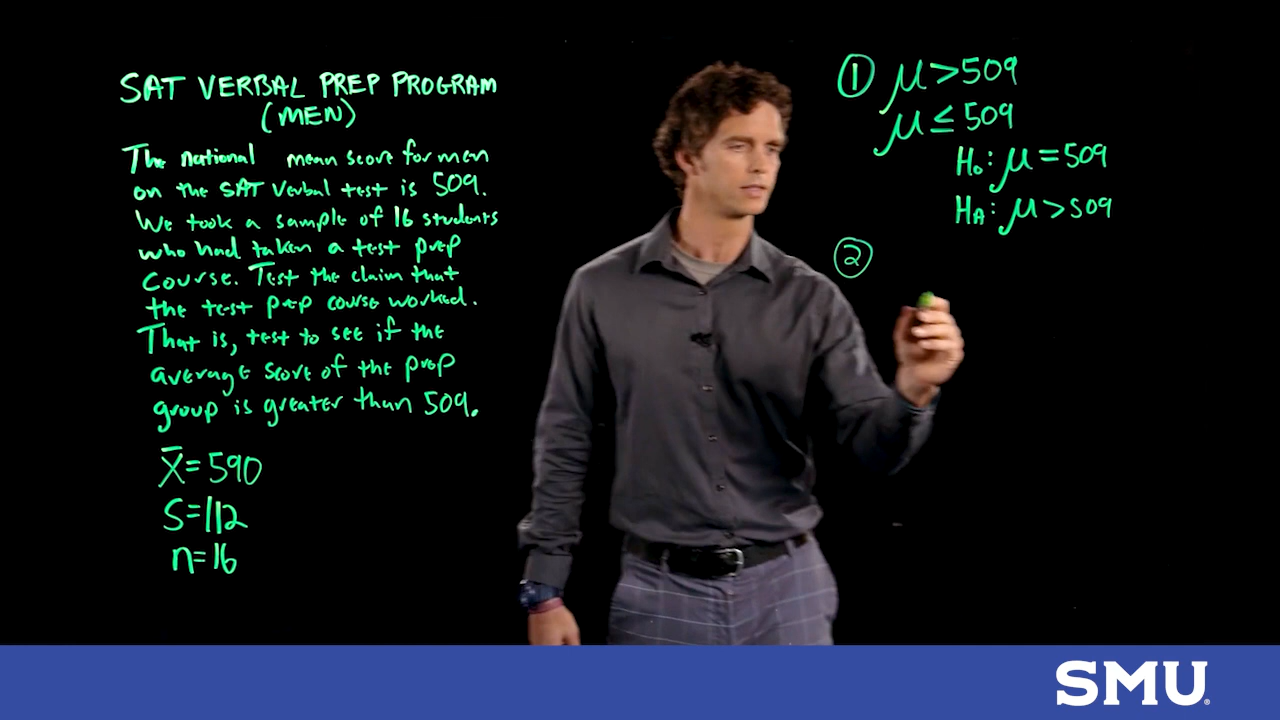 SAT VERBAL PREP PROGRAM
(MEN)
The national mean score for men
on the SAT Verbal test is 509.
We took a sample of 16 students
who had taken a test prep
course. Test the claim that
the test prep course worked.
That is, test to see if the
average score of the prep
group is greater than 509.
X̄=590
S=112
n=16
① μ>509
μ≤509
H₀: μ=509
Hᴀ: μ>509
②
SMU